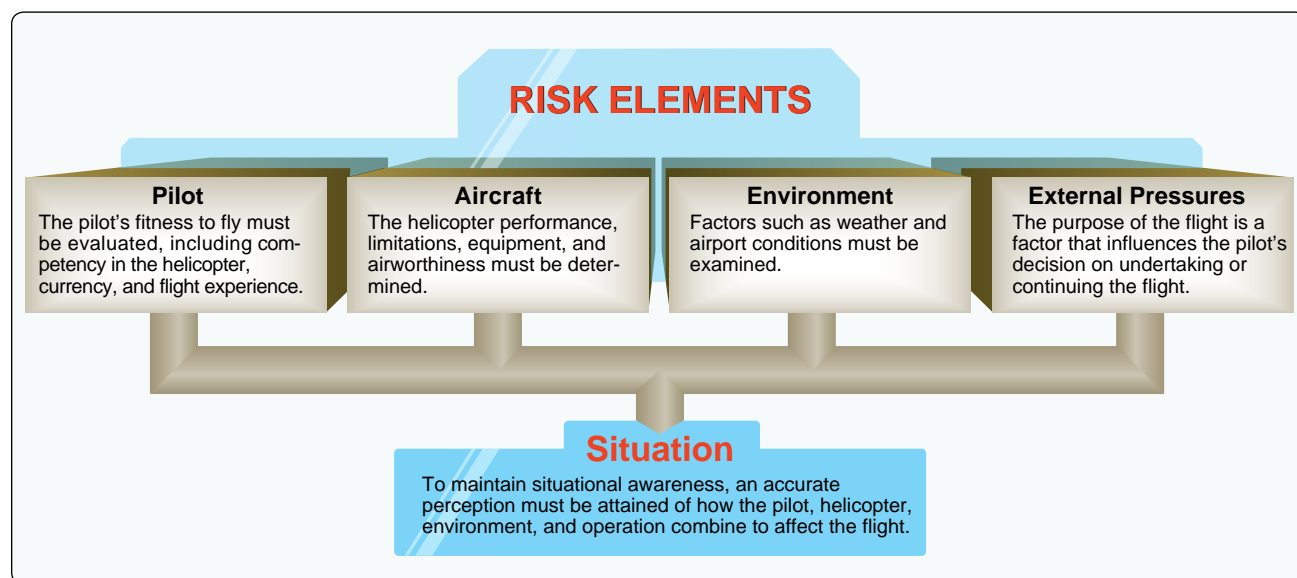 RISK ELEMENTS
Pilot
The pilot’s fitness to fly must
be evaluated, including com-
petency in the helicopter,
currency, and flight experience.
Aircraft
The helicopter performance,
limitations, equipment, and
airworthiness must be deter-
mined.
Environment
Factors such as weather and
airport conditions must be
examined.
External Pressures
The purpose of the flight is a
factor that influences the pilot’s
decision on undertaking or
continuing the flight.
Situation
To maintain situational awareness, an accurate
perception must be attained of how the pilot, helicopter,
environment, and operation combine to affect the flight.